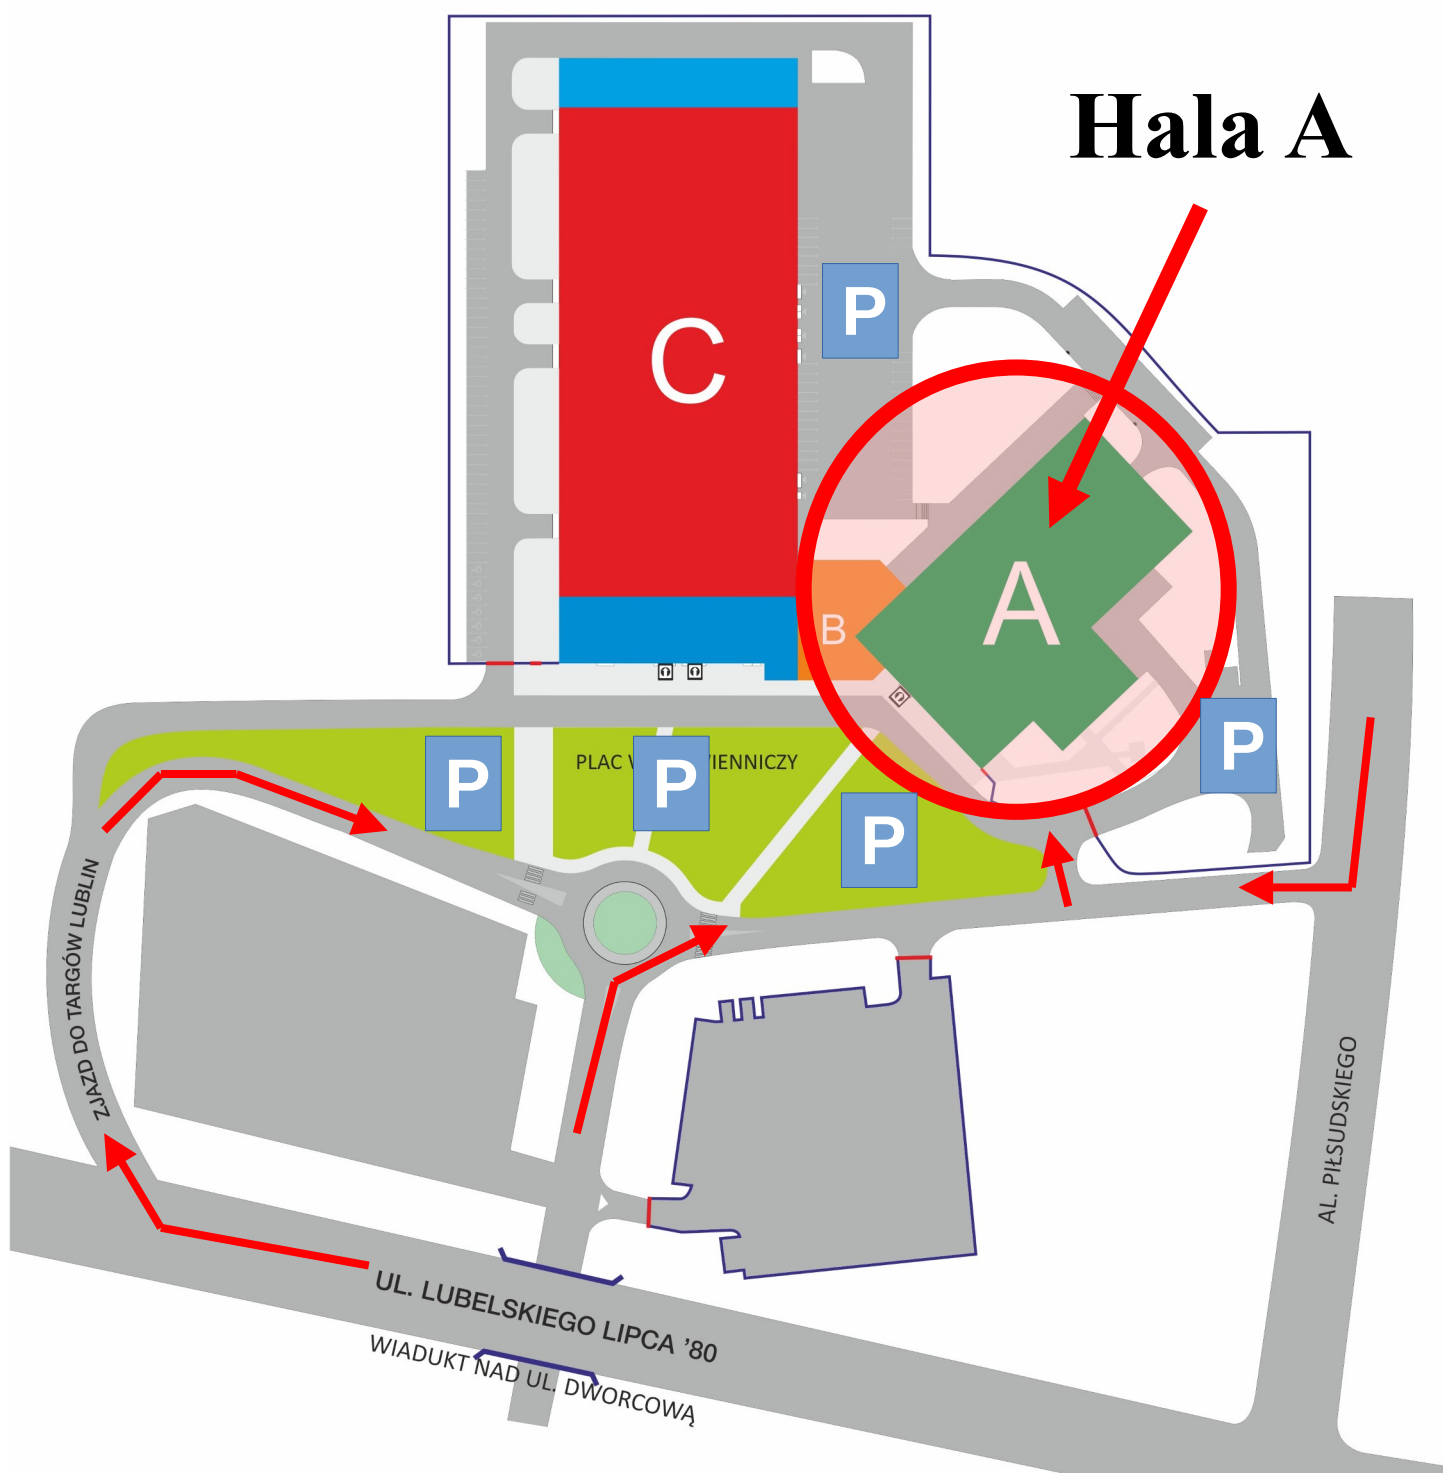 Hala A
C
P
A
B
P
PLAC W
IENNICZY
P
P
P
ZJAZD DO TARGÓW LUBLIN
AL. PIŁSUDSKIEGO
UL. LUBELSKIEGO LIPCA ’80
WIADUKT NAD UL. DWORCOWĄ